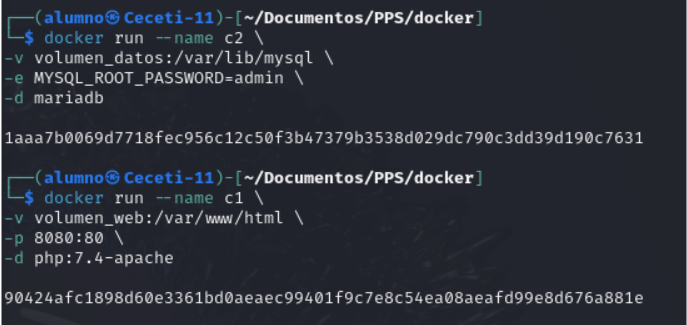 ┌──(alumno㉿Ceceti-11)-[~/Documentos/PPS/docker]
└─$ docker run --name c2 \
-v volumen_datos:/var/lib/mysql \
-e MYSQL_ROOT_PASSWORD=admin \
-d mariadb
1aaa7b0069d7718fec956c12c50f3b47379b3538d029dc790c3dd39d190c7631
┌──(alumno㉿Ceceti-11)-[~/Documentos/PPS/docker]
└─$ docker run --name c1 \
-v volumen_web:/var/www/html \
-p 8080:80 \
-d php:7.4-apache
90424afc1898d60e3361bd0aeaec99401f9c7e8c54ea08aeafd99e8d676a881e